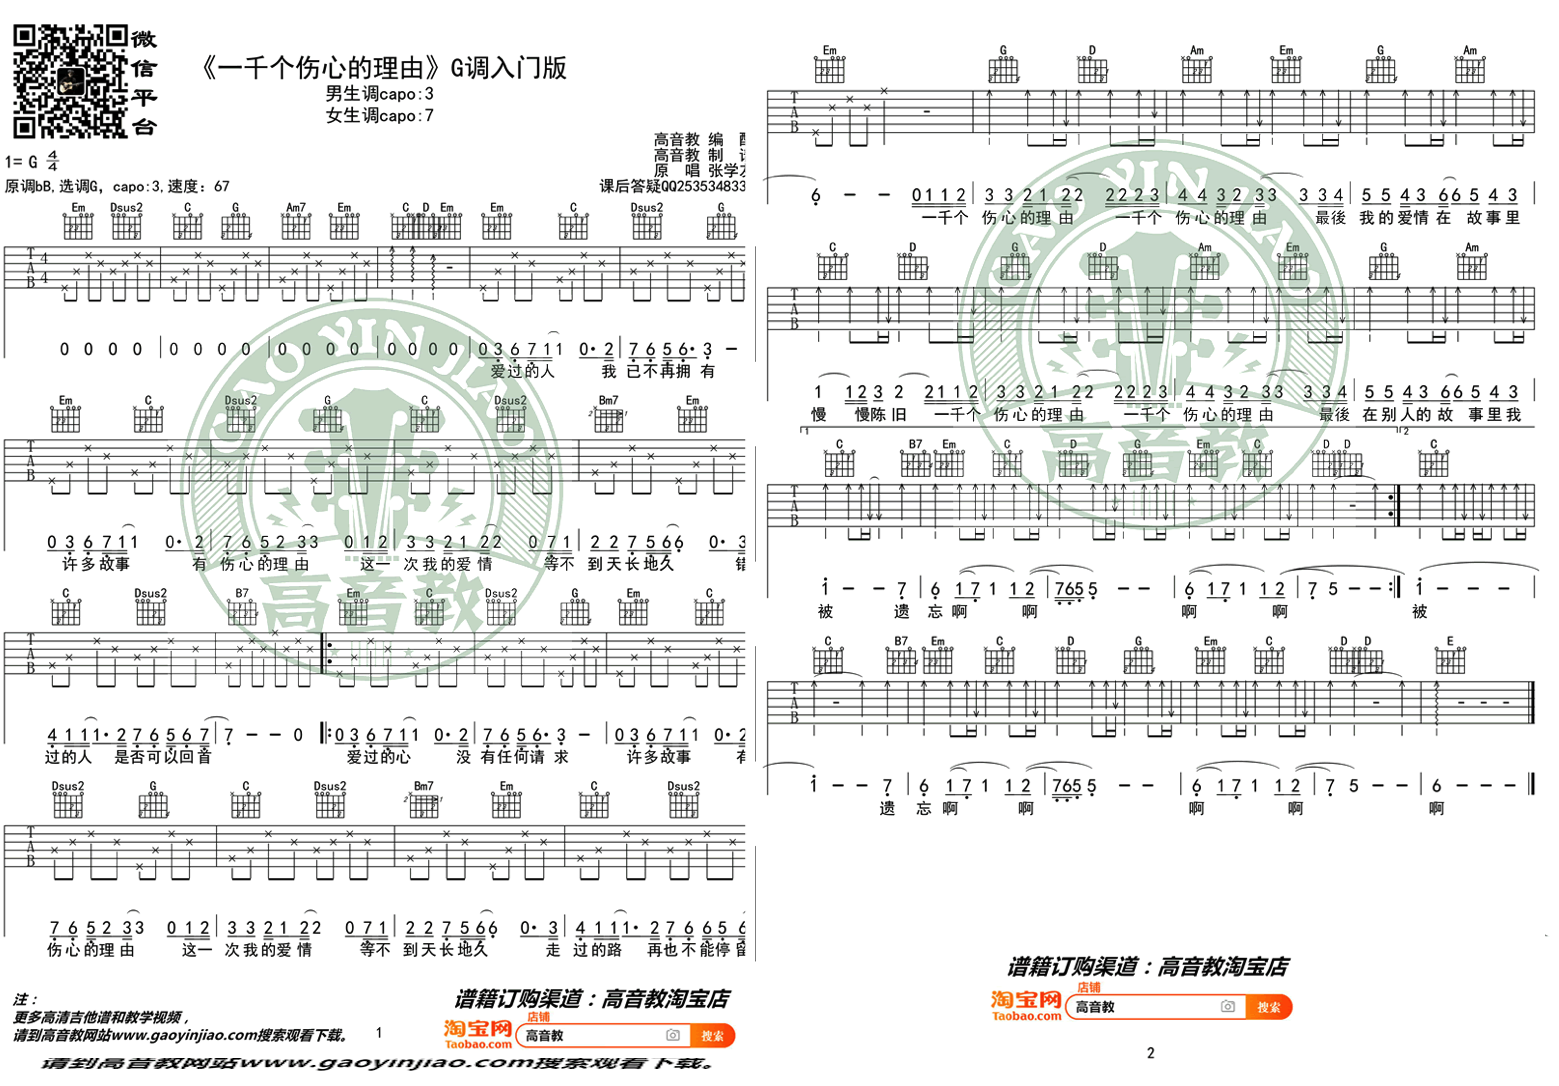 微信平台
《一千个伤心的理由》G调入门版
男生调capo:3
女生调capo:7
高音教 编
高音教 制
原 唱 张学
1= G 4/4
原调bB,选调G, capo:3,速度: 67
课后答疑QQ253534833
Em Dsus2 C G Am7 Em C D Em Em C Dsus2 G
0 0 0 0 0 0 0 0 0 0 0 0 0 0 0 0 0 3 6 7 1 1 0· 2 7 6 5 6· 3 −
爱过的人 我 已不再拥 有
Em C Dsus2 G C Dsus2 Bm7 Em
0 3 6 7 1 1 0· 2 7 6 5 2 3 3 0 1 2 3 3 2 1 2 2 0 7 1 2 2 7 5 6 6 0· 3
许多故事 有 伤心的理由 这一 次我的爱情 等不 到天长地久 错
C Dsus2 B7 Em C Dsus2 G Em C
4 1 1 1· 2 7 6 5 6 7 7 − − 0 0 3 6 7 1 1 0· 2 7 6 5 6· 3 − 0 3 6 7 1 1 0· 2
过的人 是否可以回首 爱过的心 没 有任何请 求 许多故事 有
Dsus2 G C Dsus2 Bm7 Em C Dsus2
7 6 5 2 3 3 0 1 2 3 3 2 1 2 2 0 7 1 2 2 7 5 6 6 0· 3 4 1 1 1· 2 7 6 5 6 5
伤心的理由 这一 次我的爱情 等不 到天长地久 走 过的路 再也不能停留
注:
更多高清吉他谱和教学视频，
请到高音教网站www.gaoyinjiao.com搜索观看下载。
1
谱籍订购渠道：高音教淘宝店
淘宝网 店铺
Taobao.com 高音教 搜索
请到高音教网站www.gaoyinjiao.com搜索观看下载。
Em G D Am Em G Am
6 − − 0 1 1 2 3 3 2 1 2 2 2 2 2 3 4 4 3 2 3 3 3 3 4 5 5 4 3 6 6 5 4 3
一千个 伤心的理由 一千个 伤心的理由 最後 我的爱情在 故事里
C D G D Am Em G Am
1 1 2 3 2 2 1 1 2 3 3 2 1 2 2 2 2 2 3 4 4 3 2 3 3 3 3 4 5 5 4 3 6 6 5 4 3
慢 慢陈旧 一千个 伤心的理由 一千个 伤心的理由 最後 在别人的故 事里我
1 2
C B7 Em C D G Em C D D C
1 − − 7 6 1 7 1 1 2 7 6 5 5 − − 6 1 7 1 1 2 7 5 − − 1 − − −
被 遗 忘啊 啊 啊 啊 被
C B7 Em C D G Em C D D E
1 − − 7 6 1 7 1 1 2 7 6 5 5 − − 6 1 7 1 1 2 7 5 − − 6 − − −
遗 忘啊 啊 啊 啊 啊
GAO YIN JIAO
高音教
GAO YIN JIAO
高音教
谱籍订购渠道：高音教淘宝店
淘宝网 店铺
Taobao.com 高音教 搜索
2